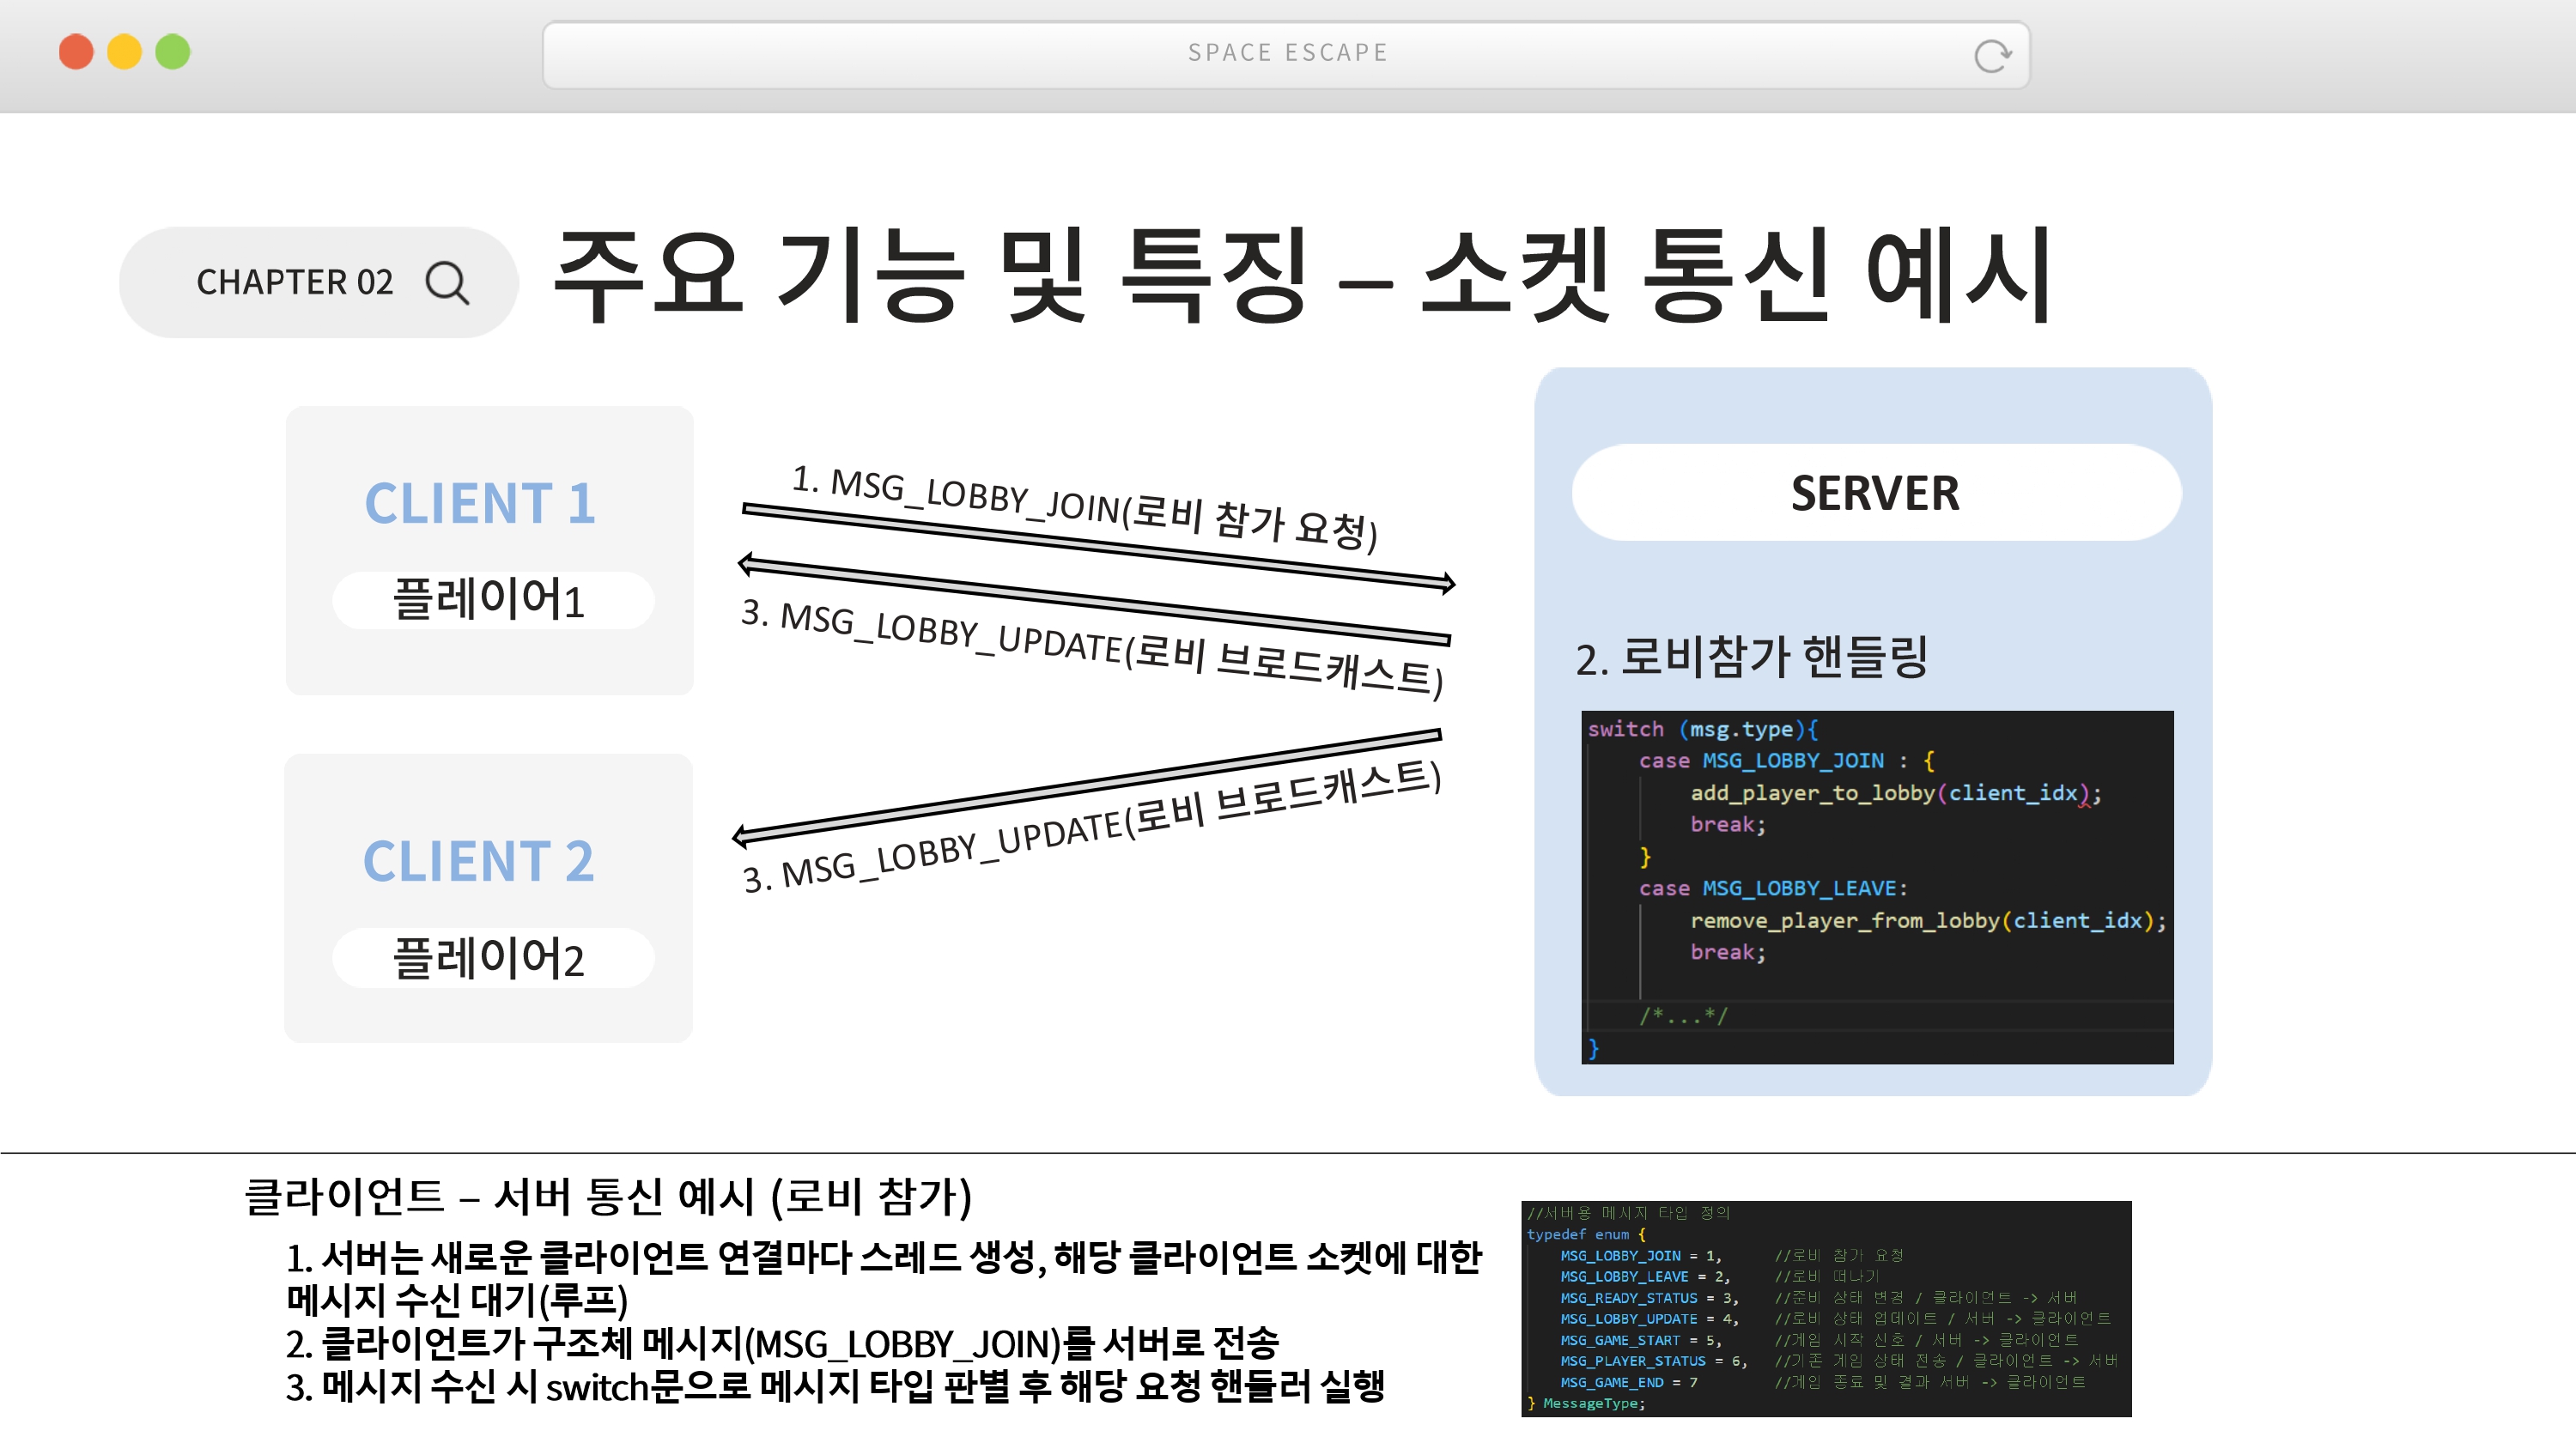 SPACE ESCAPE
CHAPTER 02
주요 기능 및 특징 – 소켓 통신 예시
CLIENT 1
플레이어1
1. MSG_LOBBY_JOIN(로비 참가 요청)
3. MSG_LOBBY_UPDATE(로비 브로드캐스트)
3. MSG_LOBBY_UPDATE(로비 브로드캐스트)
CLIENT 2
플레이어2
SERVER
2. 로비참가 핸들링
switch (msg.type){
case MSG_LOBBY_JOIN : {
add_player_to_lobby(client_idx);
break;
}
case MSG_LOBBY_LEAVE:
remove_player_from_lobby(client_idx);
break;
/*...*/
}
클라이언트 – 서버 통신 예시 (로비 참가)
1. 서버는 새로운 클라이언트 연결마다 스레드 생성, 해당 클라이언트 소켓에 대한
메시지 수신 대기(루프)
2. 클라이언트가 구조체 메시지(MSG_LOBBY_JOIN)를 서버로 전송
3. 메시지 수신 시 switch문으로 메시지 타입 판별 후 해당 요청 핸들러 실행
//서버용 메시지 타입 정의
typedef enum {
MSG_LOBBY_JOIN = 1, //로비 참가 요청
MSG_LOBBY_LEAVE = 2, //로비 떠나기
MSG_READY_STATUS = 3, //준비 상태 변경 / 클라이언트 -> 서버
MSG_LOBBY_UPDATE = 4, //로비 상태 업데이트 / 서버 -> 클라이언트
MSG_GAME_START = 5, //게임 시작 신호 / 서버 -> 클라이언트
MSG_PLAYER_STATUS = 6, //기존 게임 상태 전송 / 클라이언트 -> 서버
MSG_GAME_END = 7 //게임 종료 및 결과 서버 -> 클라이언트
} MessageType;